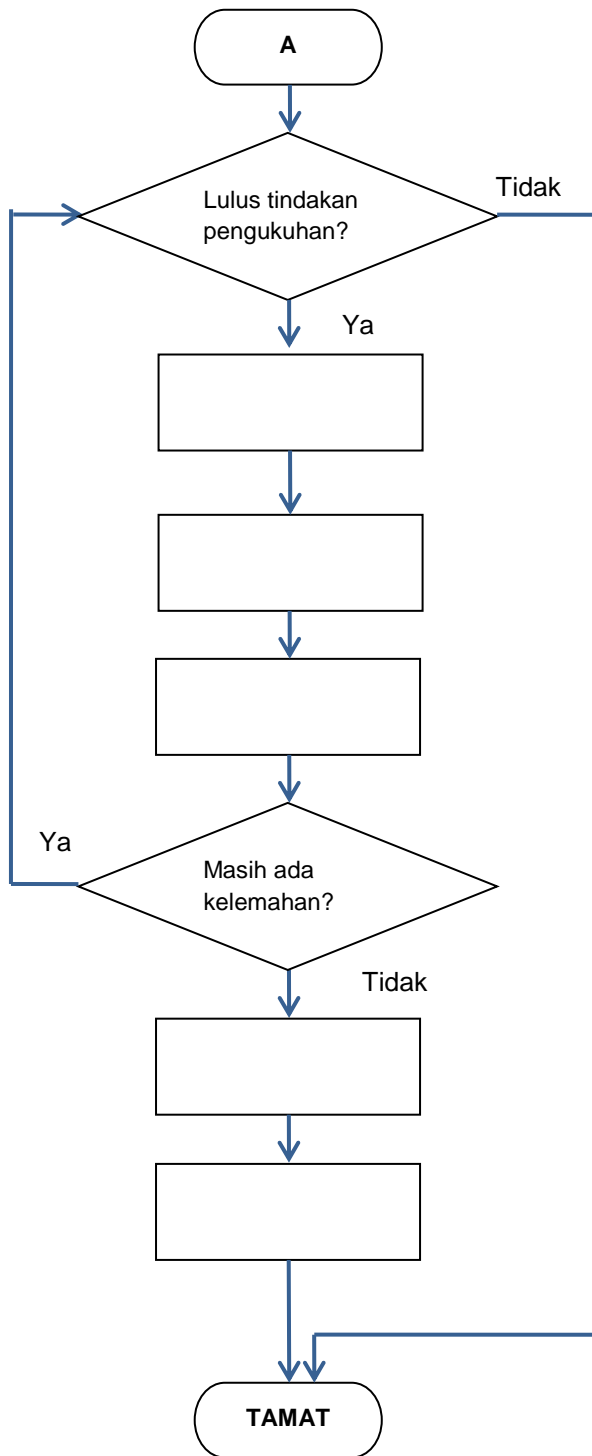 A
Lulus tindakan
pengukuhan?
Tidak
Ya
Ya
Masih ada
kelemahan?
Tidak
TAMAT